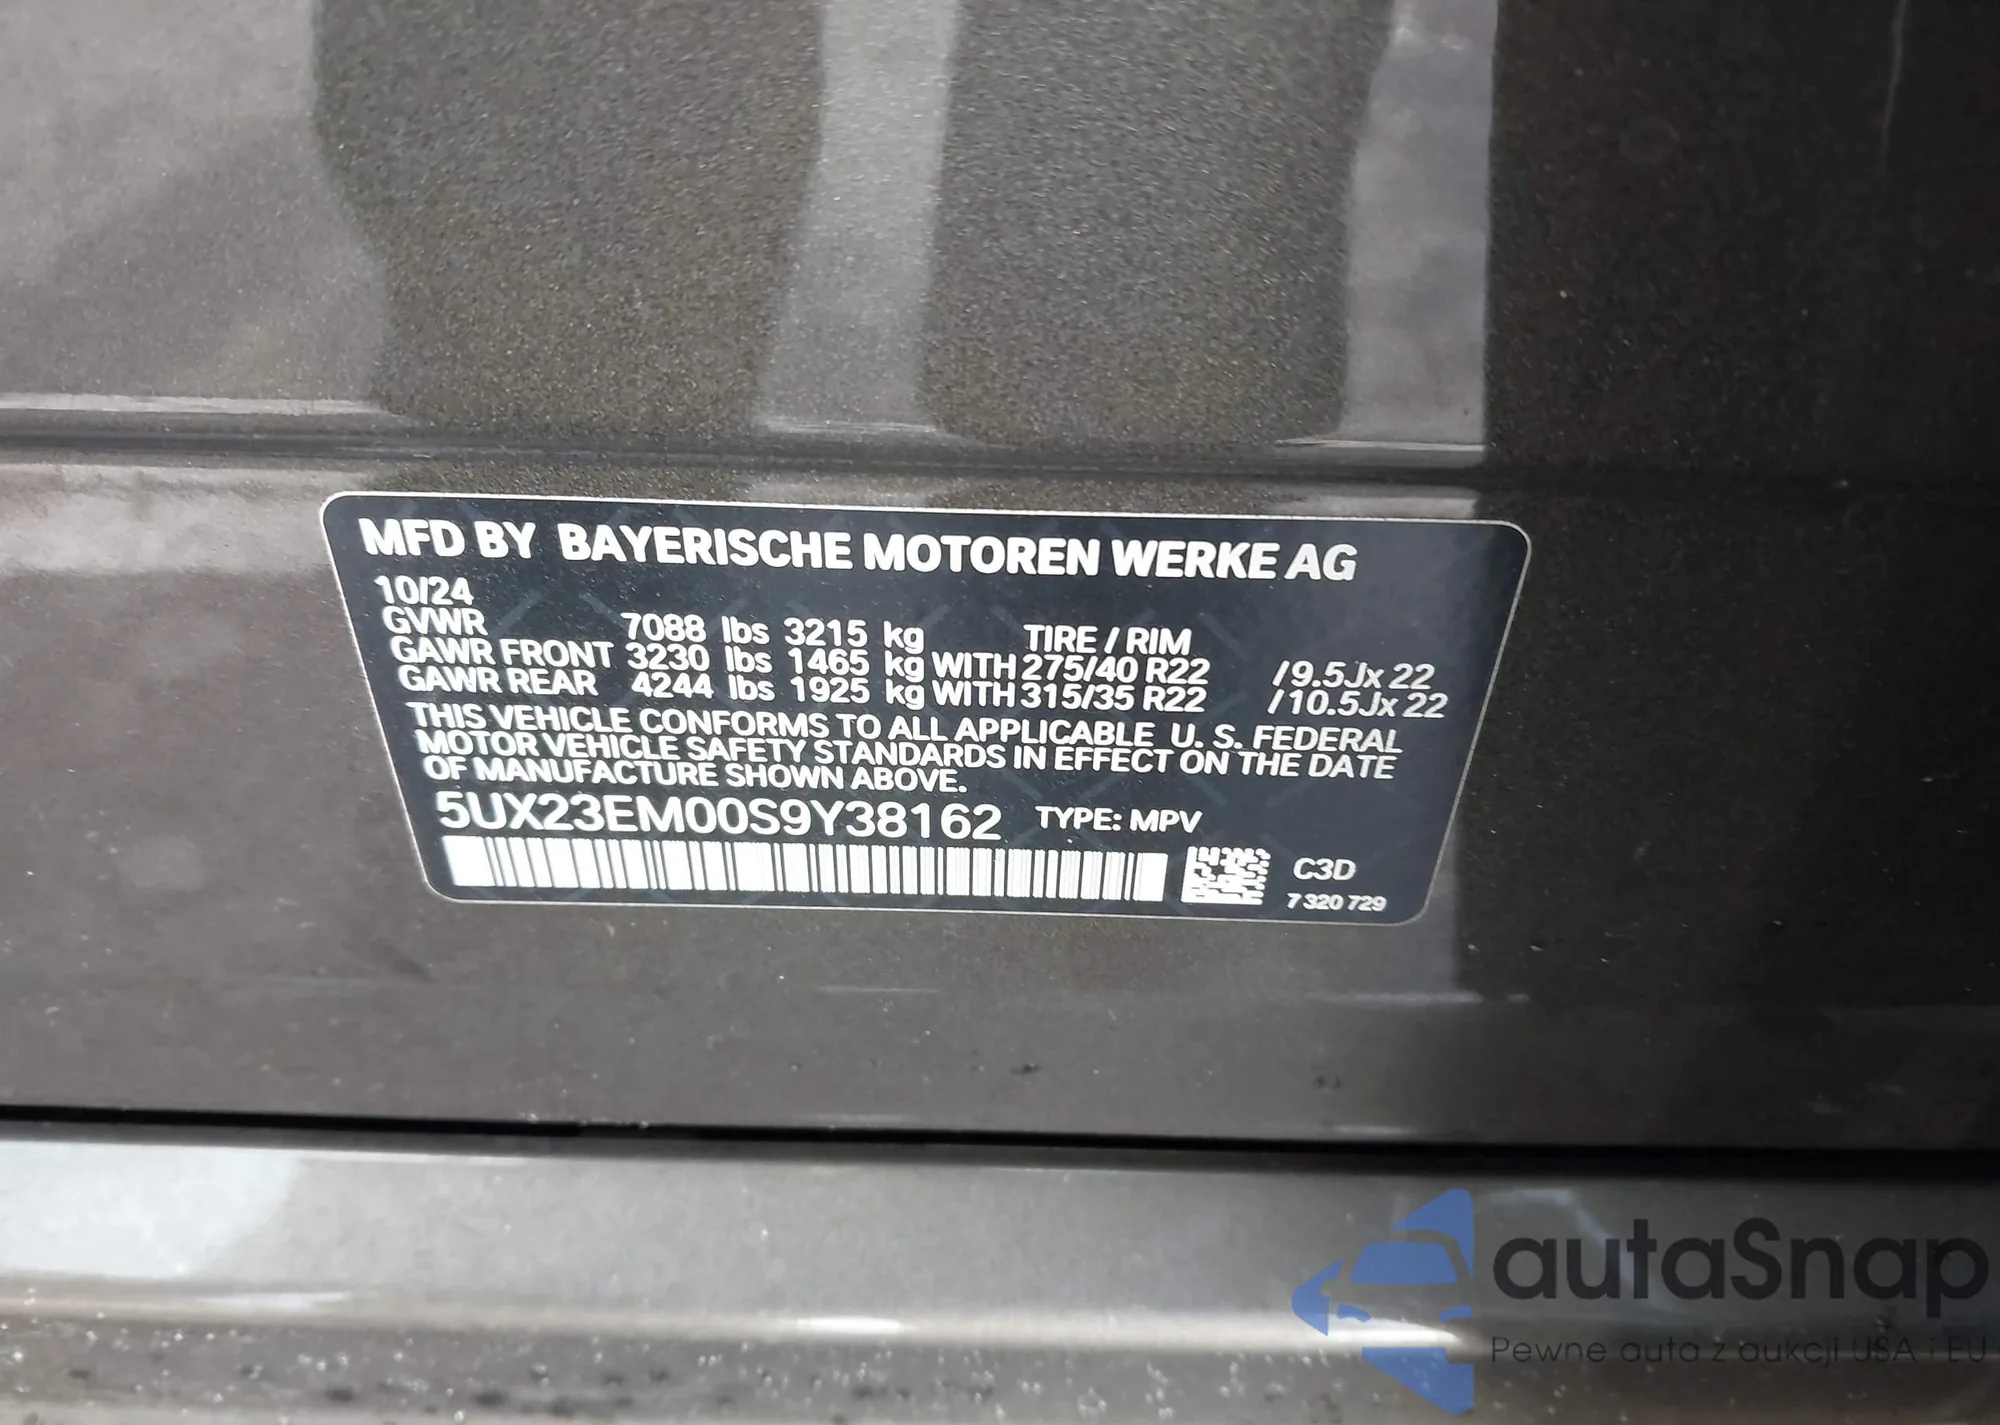 MFD BY BAYERISCHE MOTOREN WERKE AG
10/24
GVWR 7088 lbs 3215 kg TIRE / RIM
GAWR FRONT 3230 lbs 1465 kg WITH 275/40 R22 /9.5Jx 22
GAWR REAR 4244 lbs 1925 kg WITH 315/35 R22 /10.5Jx 22
THIS VEHICLE CONFORMS TO ALL APPLICABLE U. S. FEDERAL
MOTOR VEHICLE SAFETY STANDARDS IN EFFECT ON THE DATE
OF MANUFACTURE SHOWN ABOVE.
5UX23EM00S9Y38162 TYPE: MPV
C3D
7 320 729
autaSnap
Pewne auta z aukcji USA i EU